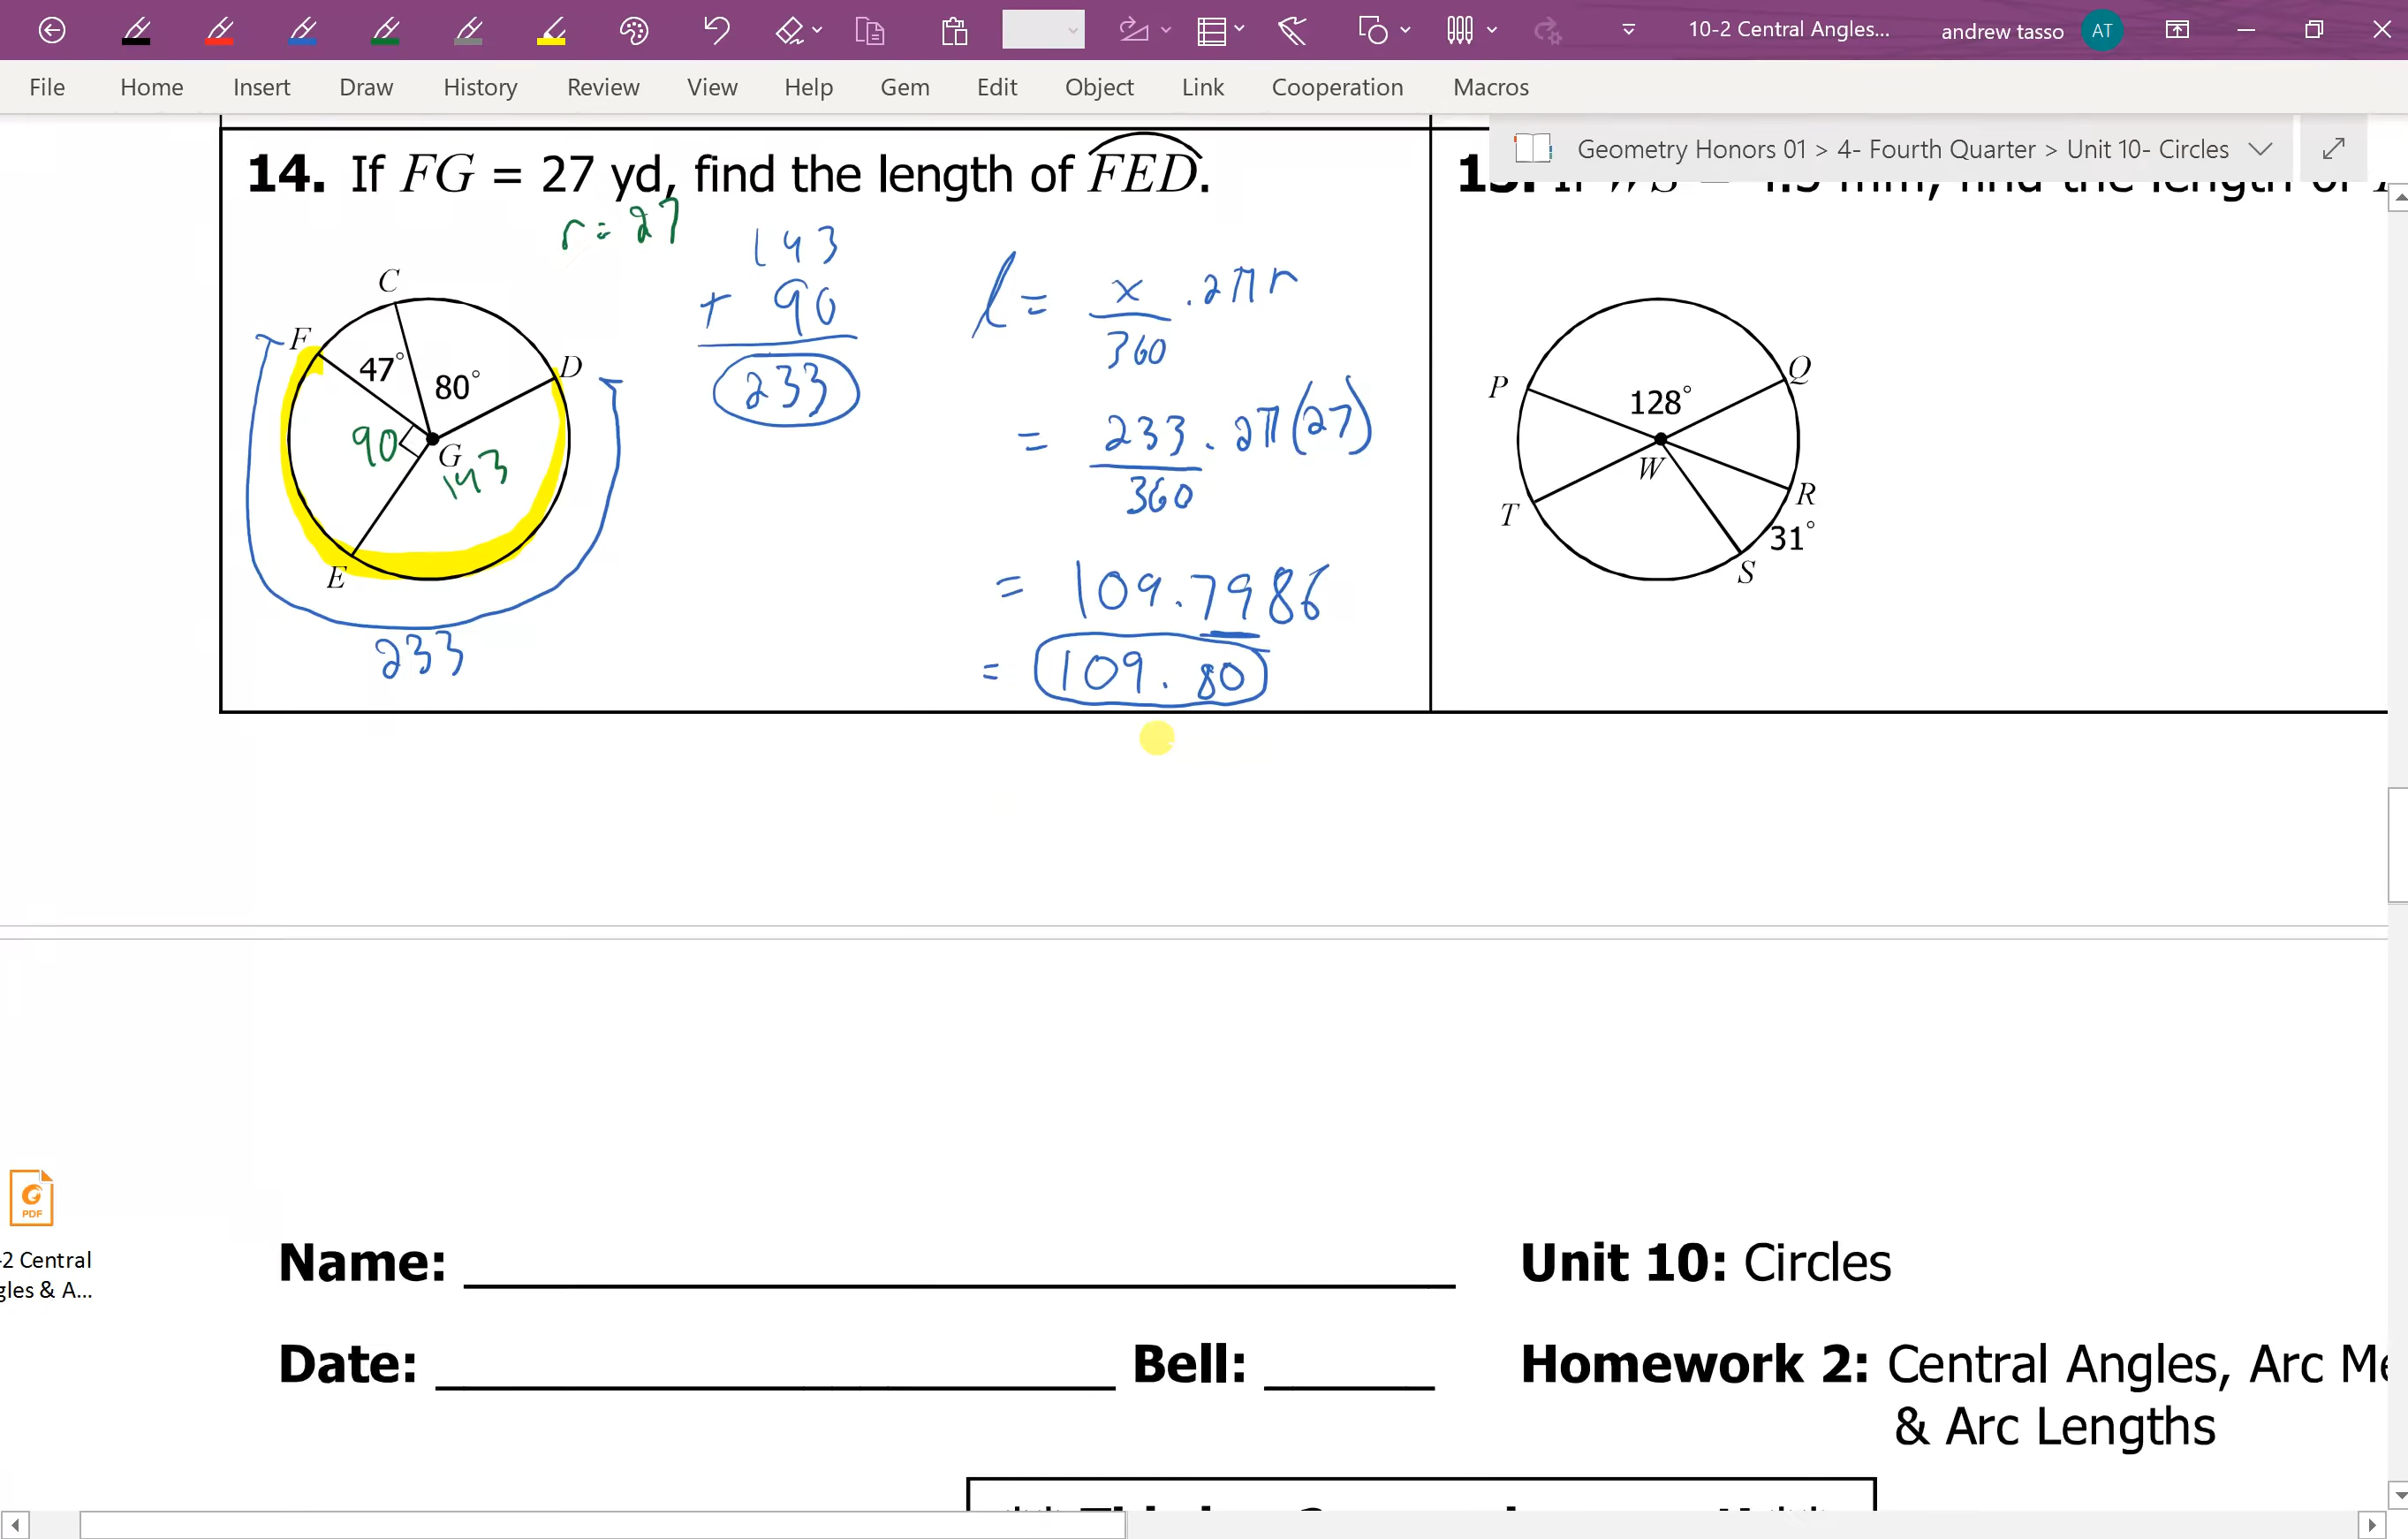 10-2 Central Angles... andrew tasso AT
File Home Insert Draw History Review View Help Gem Edit Object Link Cooperation Macros
Geometry Honors 01 > 4- Fourth Quarter > Unit 10- Circles
14. If FG = 27 yd, find the length of FED.
r = 27
C
F
47°
80°
D
90
G
143
E
233
143
+ 90
233
l = x/360 · 2πr
= 233/360 · 2π(27)
= 109.7986
= 109.80
P
128°
Q
W
T
R
31°
S
PDF
-2 Central
gles & A...
Name:
Unit 10: Circles
Date:
Bell:
Homework 2: Central Angles, Arc
& Arc Lengths